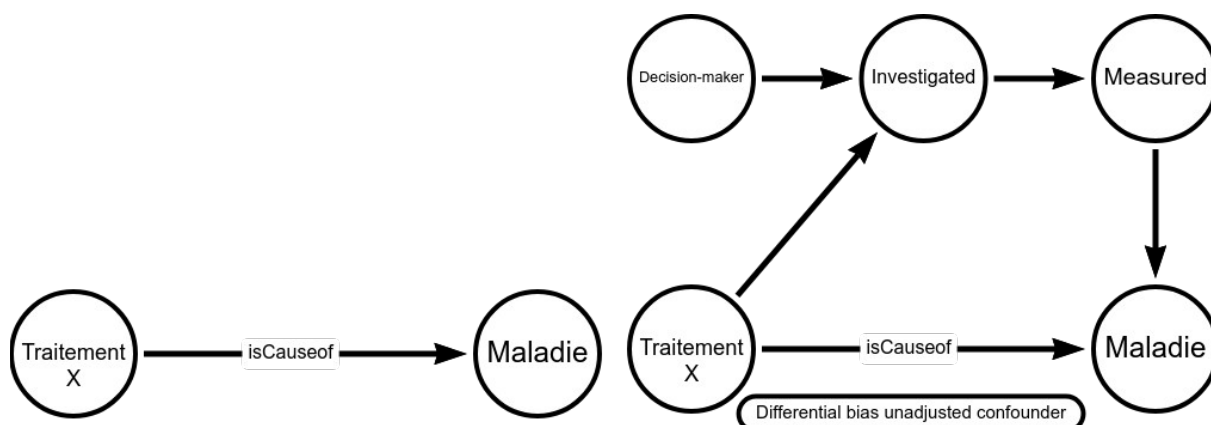 Decision-maker
Investigated
Measured
Traitement
X
isCauseof
Maladie
Traitement
X
isCauseof
Maladie
Differential bias unadjusted confounder